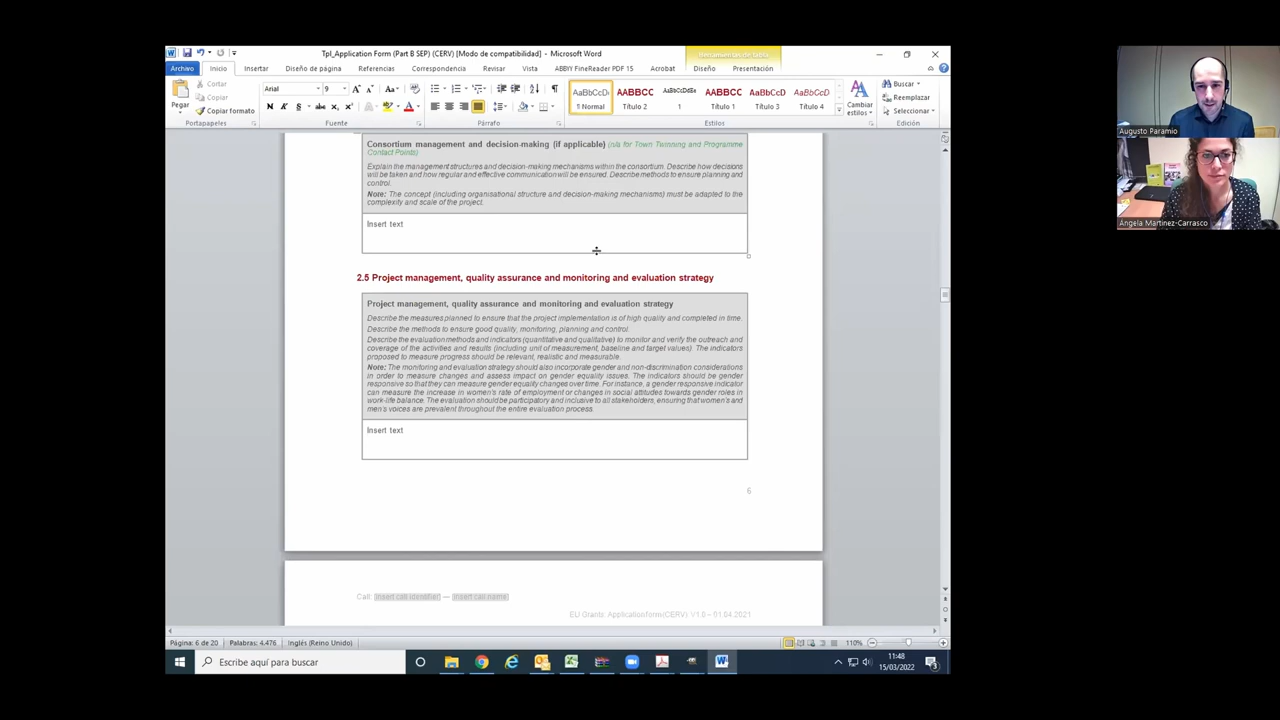 Tpl_Application Form (Part B SEP) (CERV) [Modo de compatibilidad] - Microsoft Word
Archivo Inicio Insertar Diseño de página Referencias Correspondencia Revisar Vista ABBYY FineReader PDF 15 Acrobat Diseño Presentación
Pegar
Cortar
Copiar
Copiar formato
Portapapeles
Arial 9
N K S abc x₂ x²
Fuente
Párrafo
AaBbCcDc AABBCC AaBbCcDdEe AABBCC AaBbCcD AaBbCcD
¶ Normal Título 2 1 Título 1 Título 3 Título 4
Estilos
Cambiar
estilos
Buscar
Reemplazar
Seleccionar
Edición
Consortium management and decision-making (if applicable) (n/a for Town Twinning and Programme
Contact Points)
Explain the management structures and decision-making mechanisms within the consortium. Describe how decisions
will be taken and how regular and effective communication will be ensured. Describe methods to ensure planning and
control.
Note: The concept (including organisational structure and decision-making mechanisms) must be adapted to the
complexity and scale of the project.
Insert text
2.5 Project management, quality assurance and monitoring and evaluation strategy
Project management, quality assurance and monitoring and evaluation strategy
Describe the measures planned to ensure that the project implementation is of high quality and completed in time.
Describe the methods to ensure good quality, monitoring, planning and control.
Describe the evaluation methods and indicators (quantitative and qualitative) to monitor and verify the outreach and
coverage of the activities and results (including unit of measurement, baseline and target values). The indicators
proposed to measure progress should be relevant, realistic and measurable.
Note: The monitoring and evaluation strategy should also incorporate gender and non-discrimination considerations
in order to measure changes and assess impact on gender equality issues. The indicators should be gender
responsive so that they can measure gender equality changes over time. For instance, a gender responsive indicator
can measure the increase in women's rate of employment or changes in social attitudes towards gender roles in
work-life balance. The evaluation should be participatory and inclusive to all stakeholders, ensuring that women's and
men's voices are prevalent throughout the entire evaluation process.
Insert text
6
Call: [insert call identifier] — [insert call name]
EU Grants: Application form (CERV): V1.0 – 01.04.2021
Página: 6 de 20 Palabras: 4.476 Inglés (Reino Unido) 110%
Escribe aquí para buscar
11:48
15/03/2022
3
Augusto Paramio
Angela Martinez-Carrasco